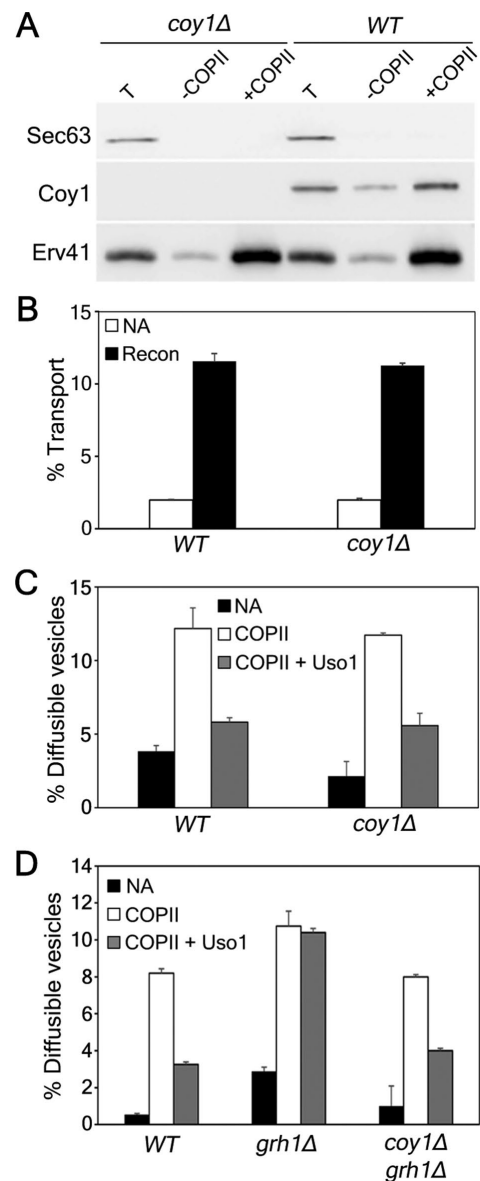 A
coy1Δ WT
T -COPII +COPII T -COPII +COPII
Sec63
Coy1
Erv41
B
15
NA
Recon
10
5
0
% Transport
WT coy1Δ
C
15
NA
COPII
COPII + Uso1
10
5
0
% Diffusible vesicles
WT coy1Δ
D
14
NA
12
COPII
COPII + Uso1
10
8
6
4
2
0
% Diffusible vesicles
WT grh1Δ coy1Δ
grh1Δ